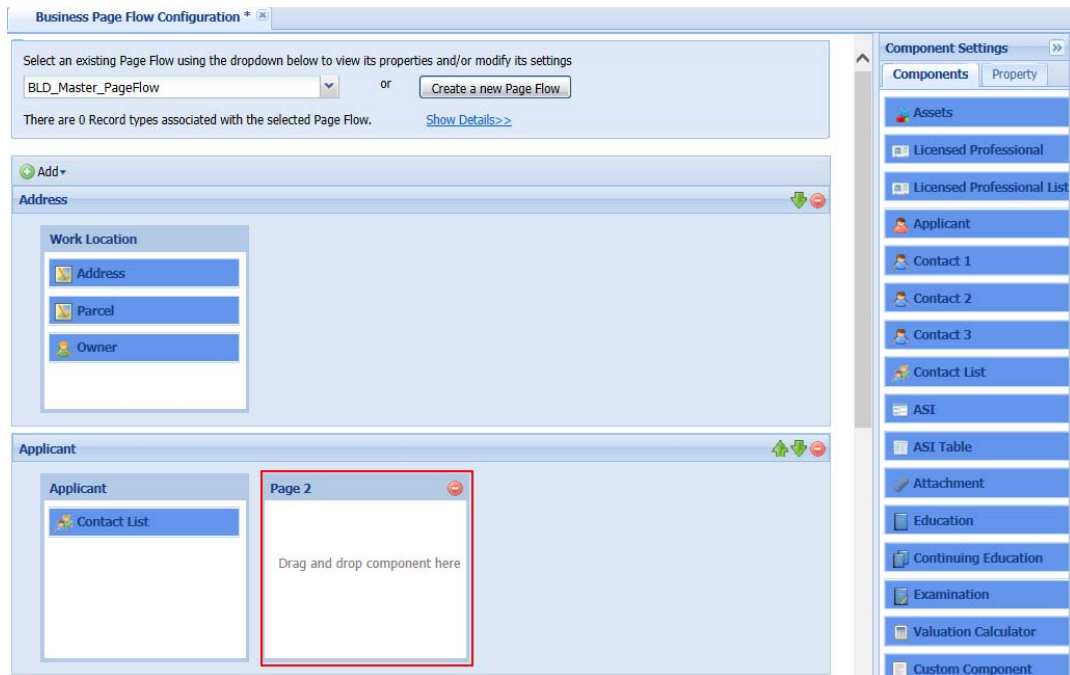 Business Page Flow Configuration *
Select an existing Page Flow using the dropdown below to view its properties and/or modify its settings
BLD_Master_PageFlow or Create a new Page Flow
There are 0 Record types associated with the selected Page Flow. Show Details>>
Add
Address
Work Location
Address
Parcel
Owner
Applicant
Applicant
Contact List
Page 2
Drag and drop component here
Component Settings
Components Property
Assets
Licensed Professional
Licensed Professional List
Applicant
Contact 1
Contact 2
Contact 3
Contact List
ASI
ASI Table
Attachment
Education
Continuing Education
Examination
Valuation Calculator
Custom Component